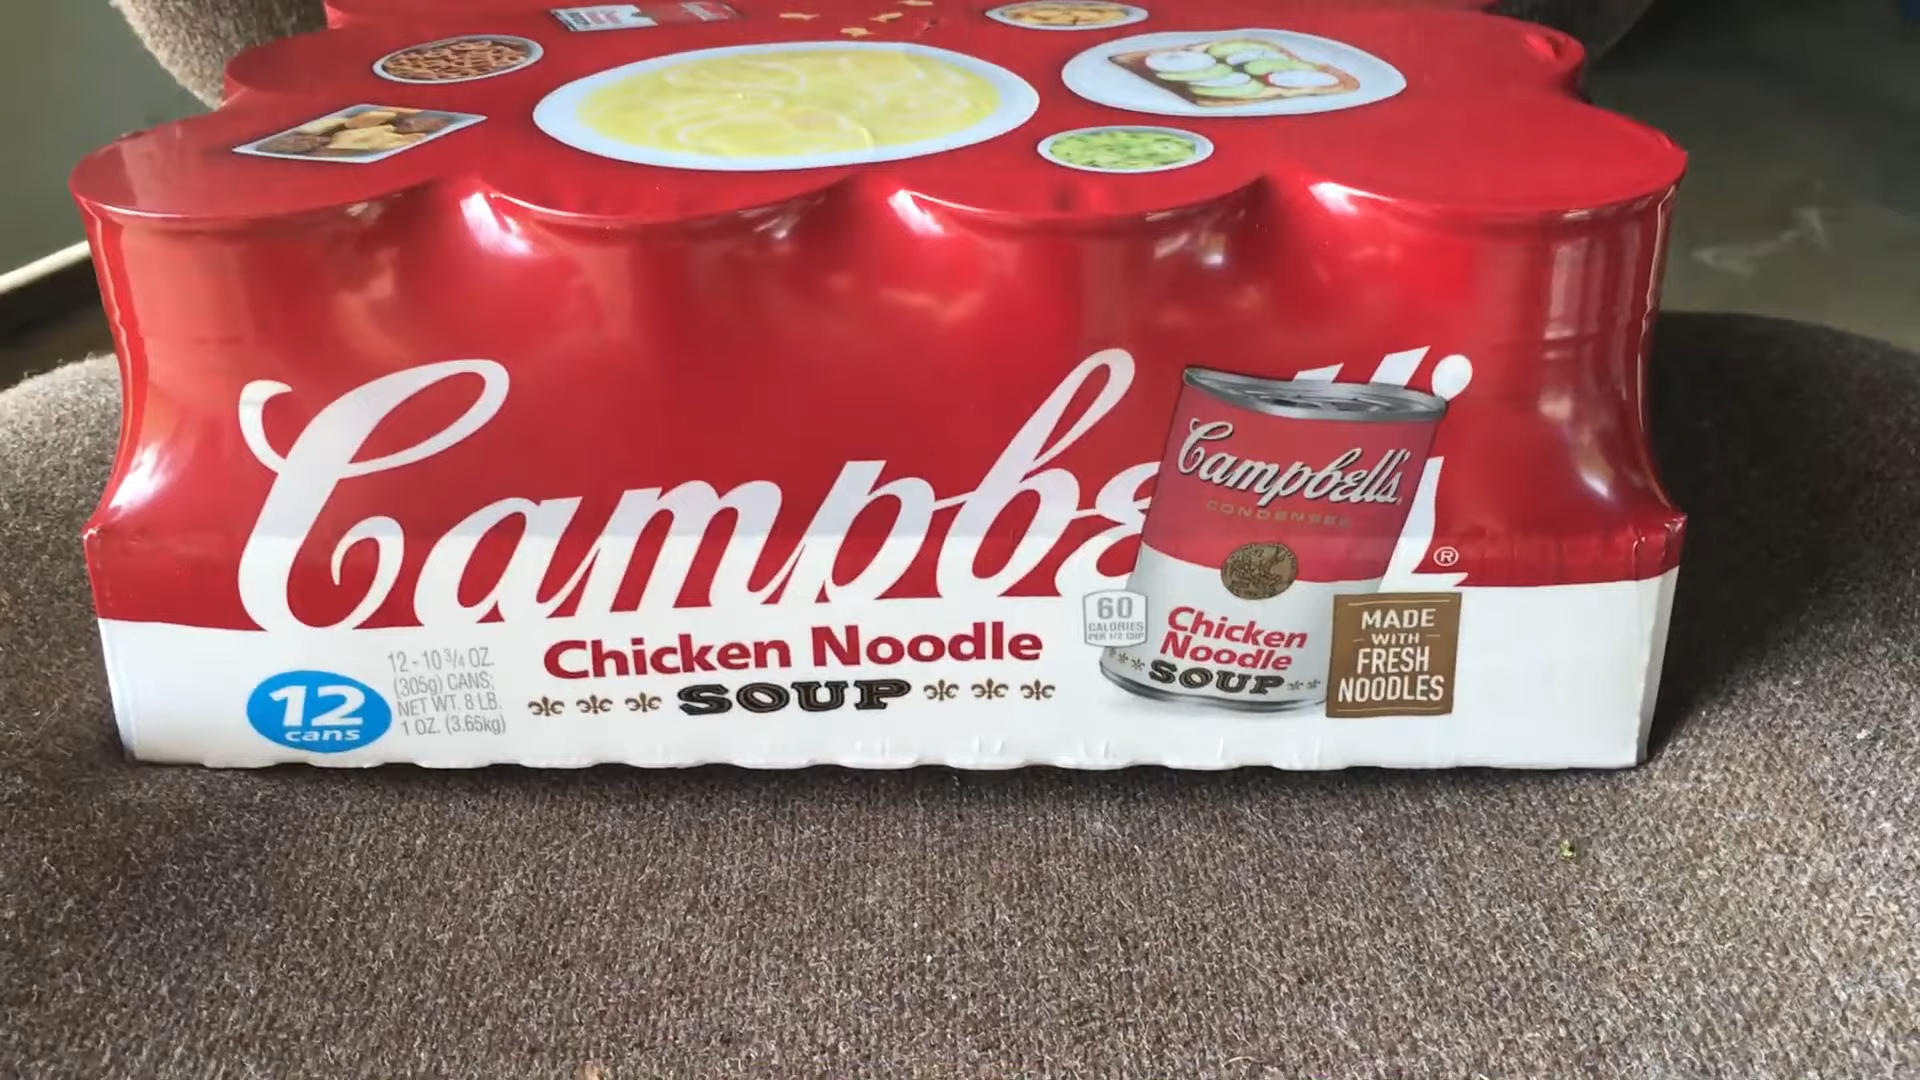 Campbell's®
Campbell's
CONDENSED
60
CALORIES
PER 1/2 CUP
Chicken
Noodle
SOUP
MADE
WITH
FRESH
NOODLES
Chicken Noodle
SOUP
12
cans
12 - 10 3/4 OZ.
(305g) CANS;
NET WT. 8 LB.
1 OZ. (3.65kg)